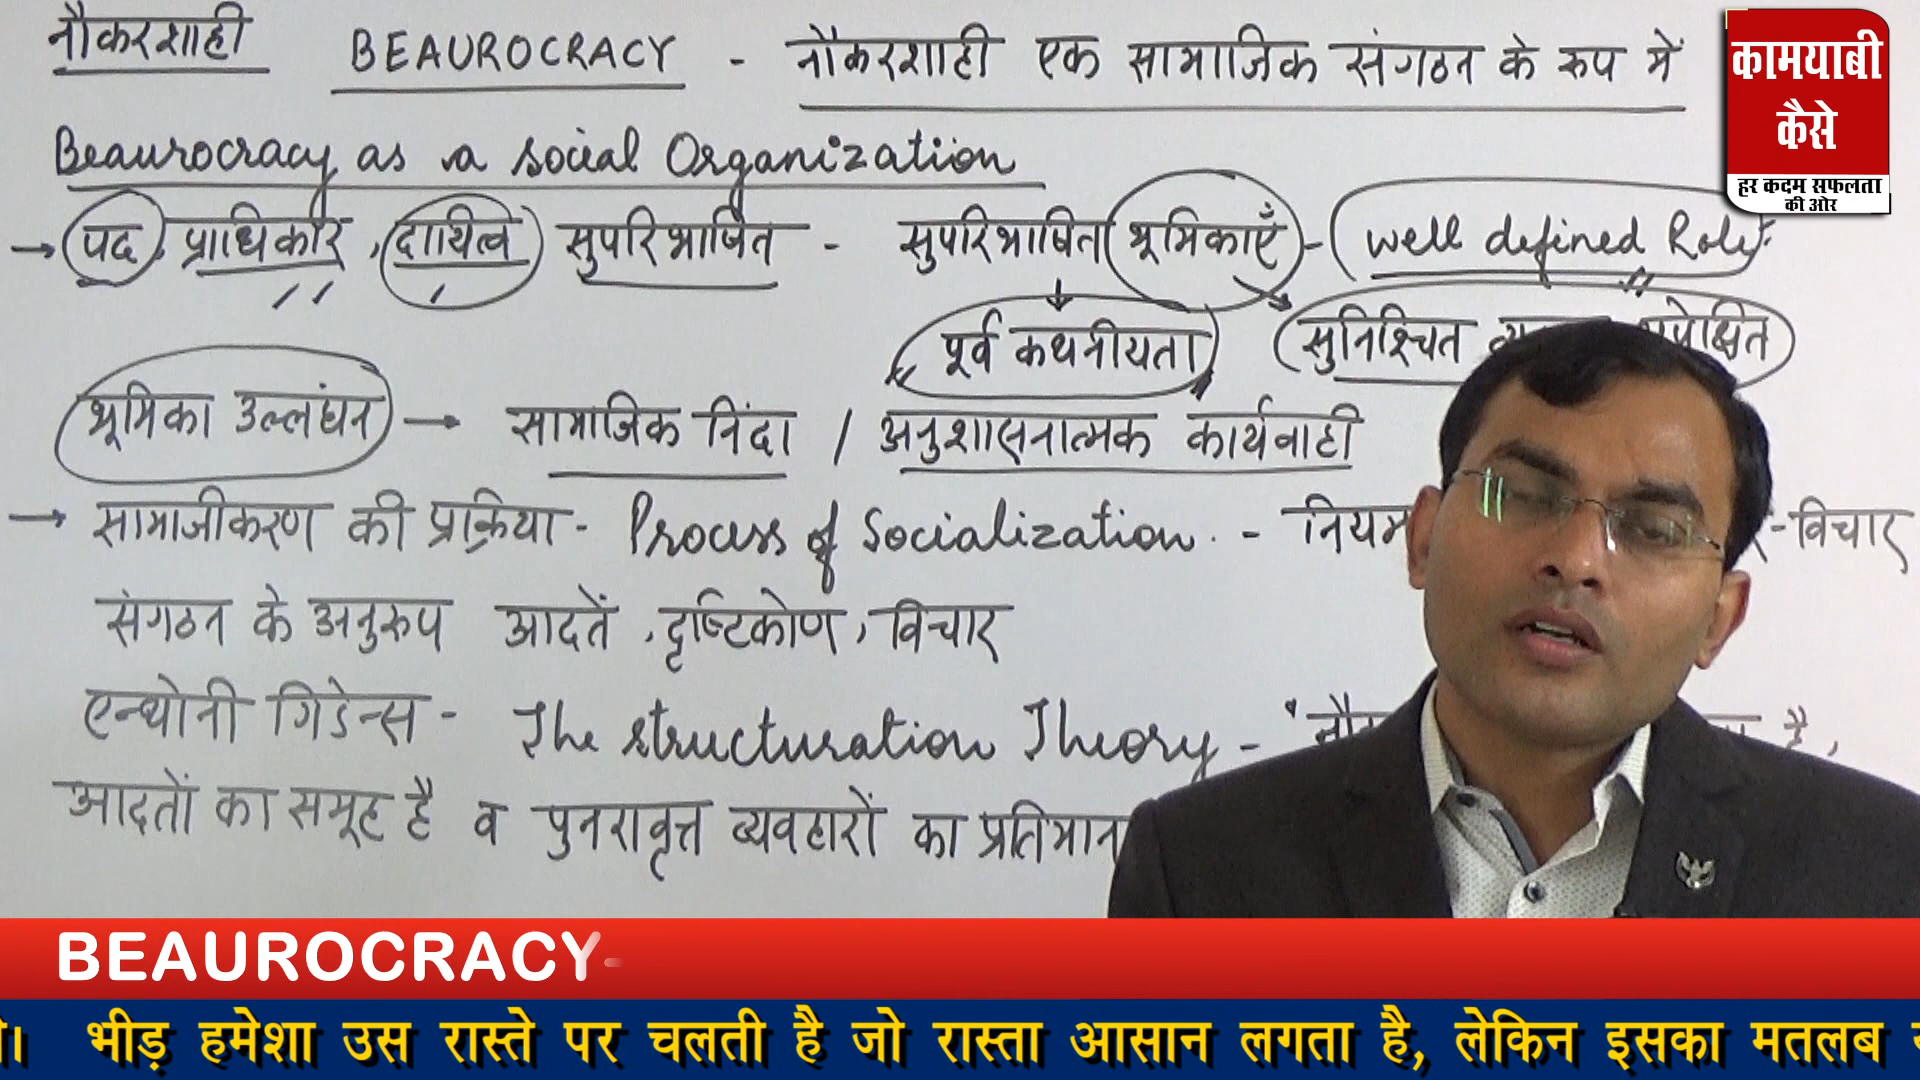 नौकरशाही BEAUROCRACY - नौकरशाही एक सामाजिक संगठन के रूप में
कामयाबी
कैसे
हर कदम सफलता
की ओर
Beaurocracy as a social Organization
→ पद, प्राधिकार, दायित्व सुपरिभाषित - सुपरिभाषित भूमिकाएँ - well defined Roles
पूर्व कथनीयता सुनिश्चित
भूमिका उल्लंघन → सामाजिक निंदा / अनुशासनात्मक कार्यवाही
→ सामाजीकरण की प्रक्रिया - Process of Socialization. - नियम -विचार
संगठन के अनुरूप आदतें, दृष्टिकोण, विचार
एन्थोनी गिडेन्स - The structuration Theory - है,
आदतों का समूह है व पुनरावृत्त व्यवहारों का प्रतिमान
BEAUROCRACY-
भीड़ हमेशा उस रास्ते पर चलती है जो रास्ता आसान लगता है, लेकिन इसका मतलब